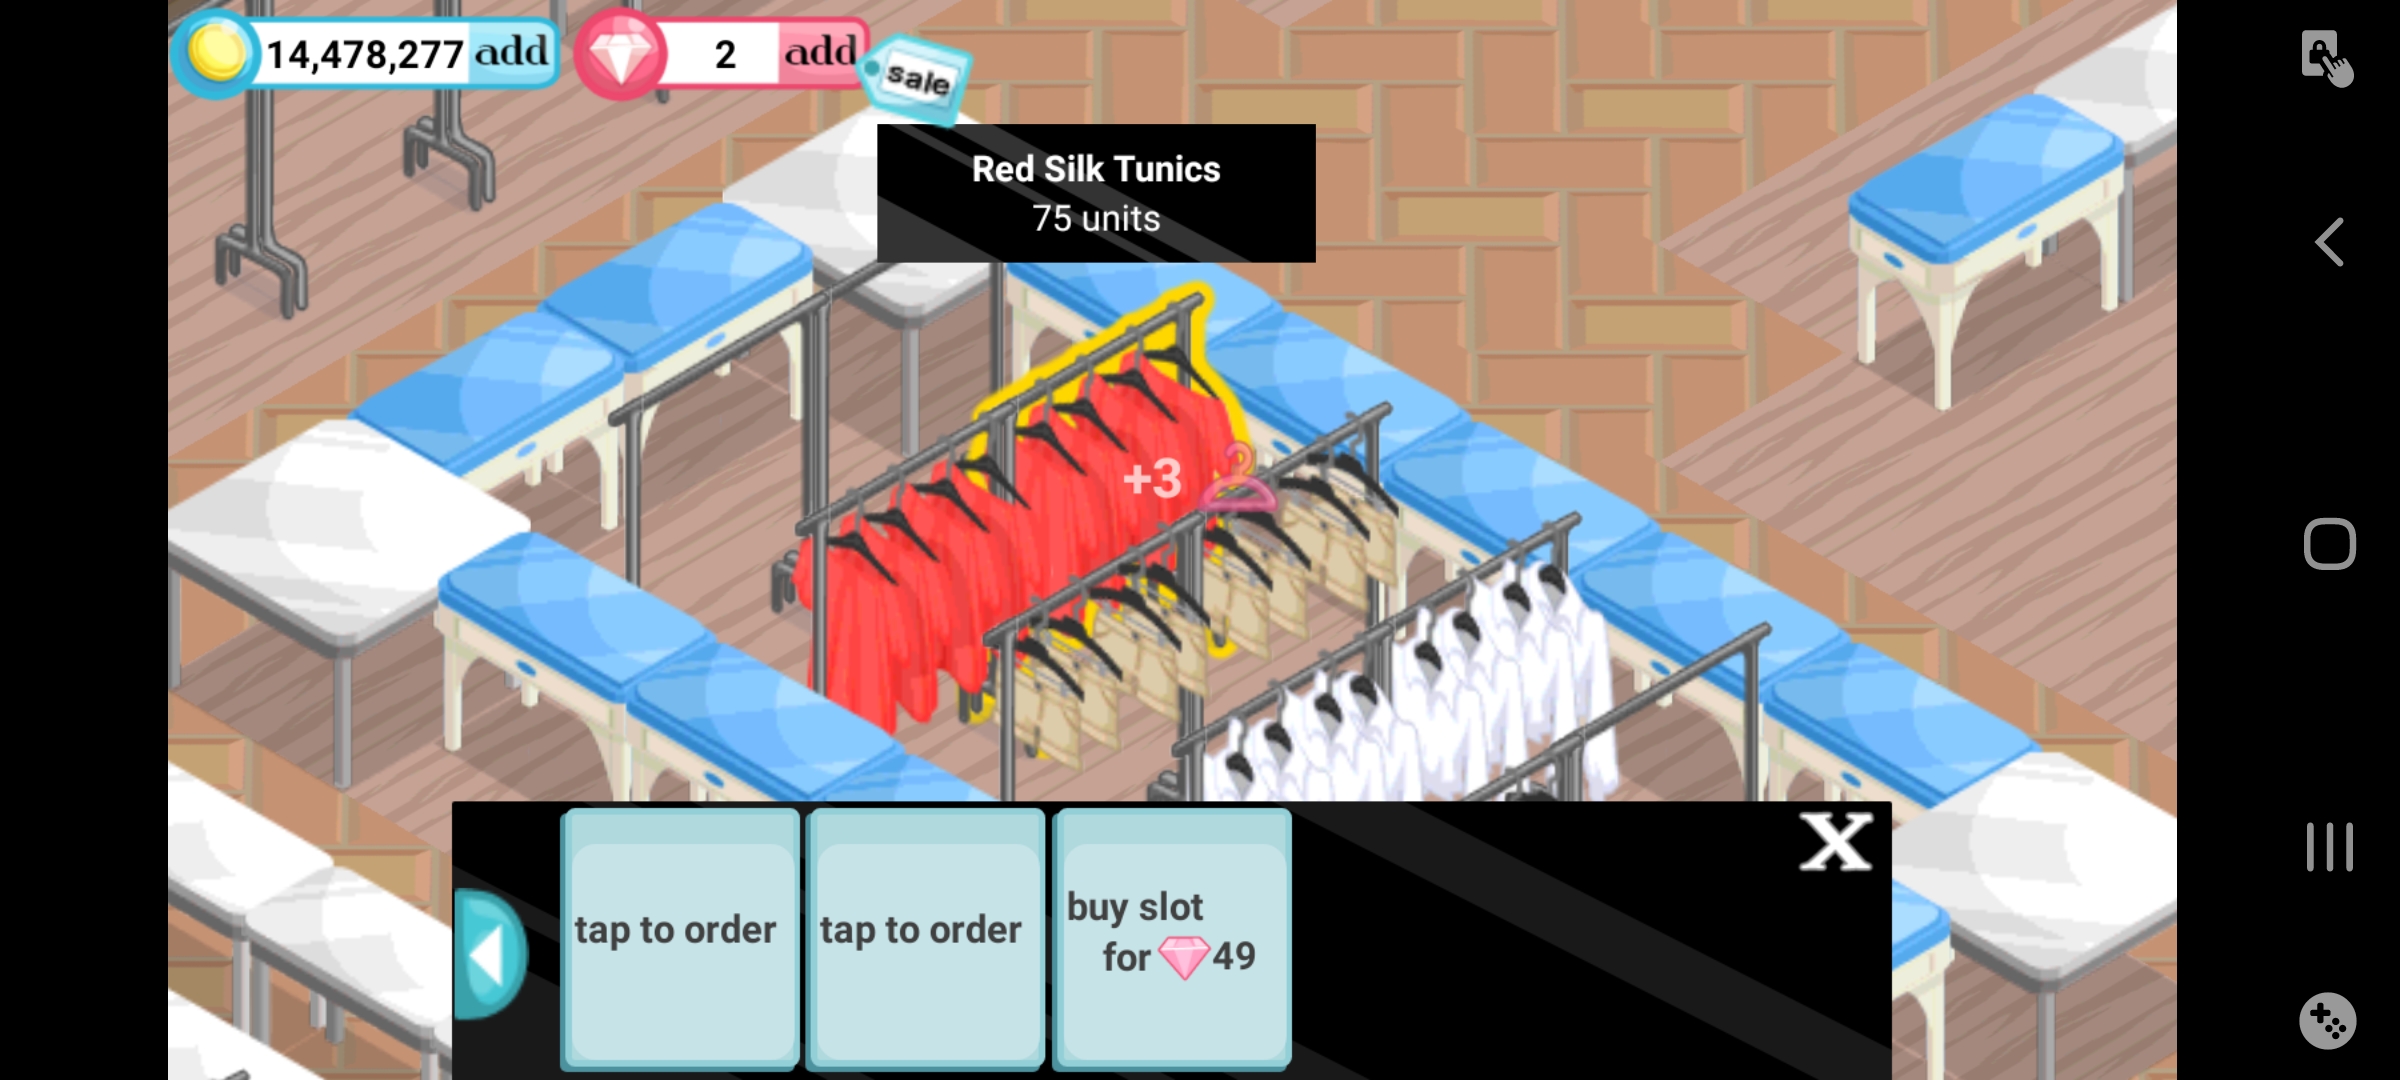 14,478,277 add
2 add
sale
Red Silk Tunics
75 units
+3
X
tap to order
tap to order
buy slot
for 49